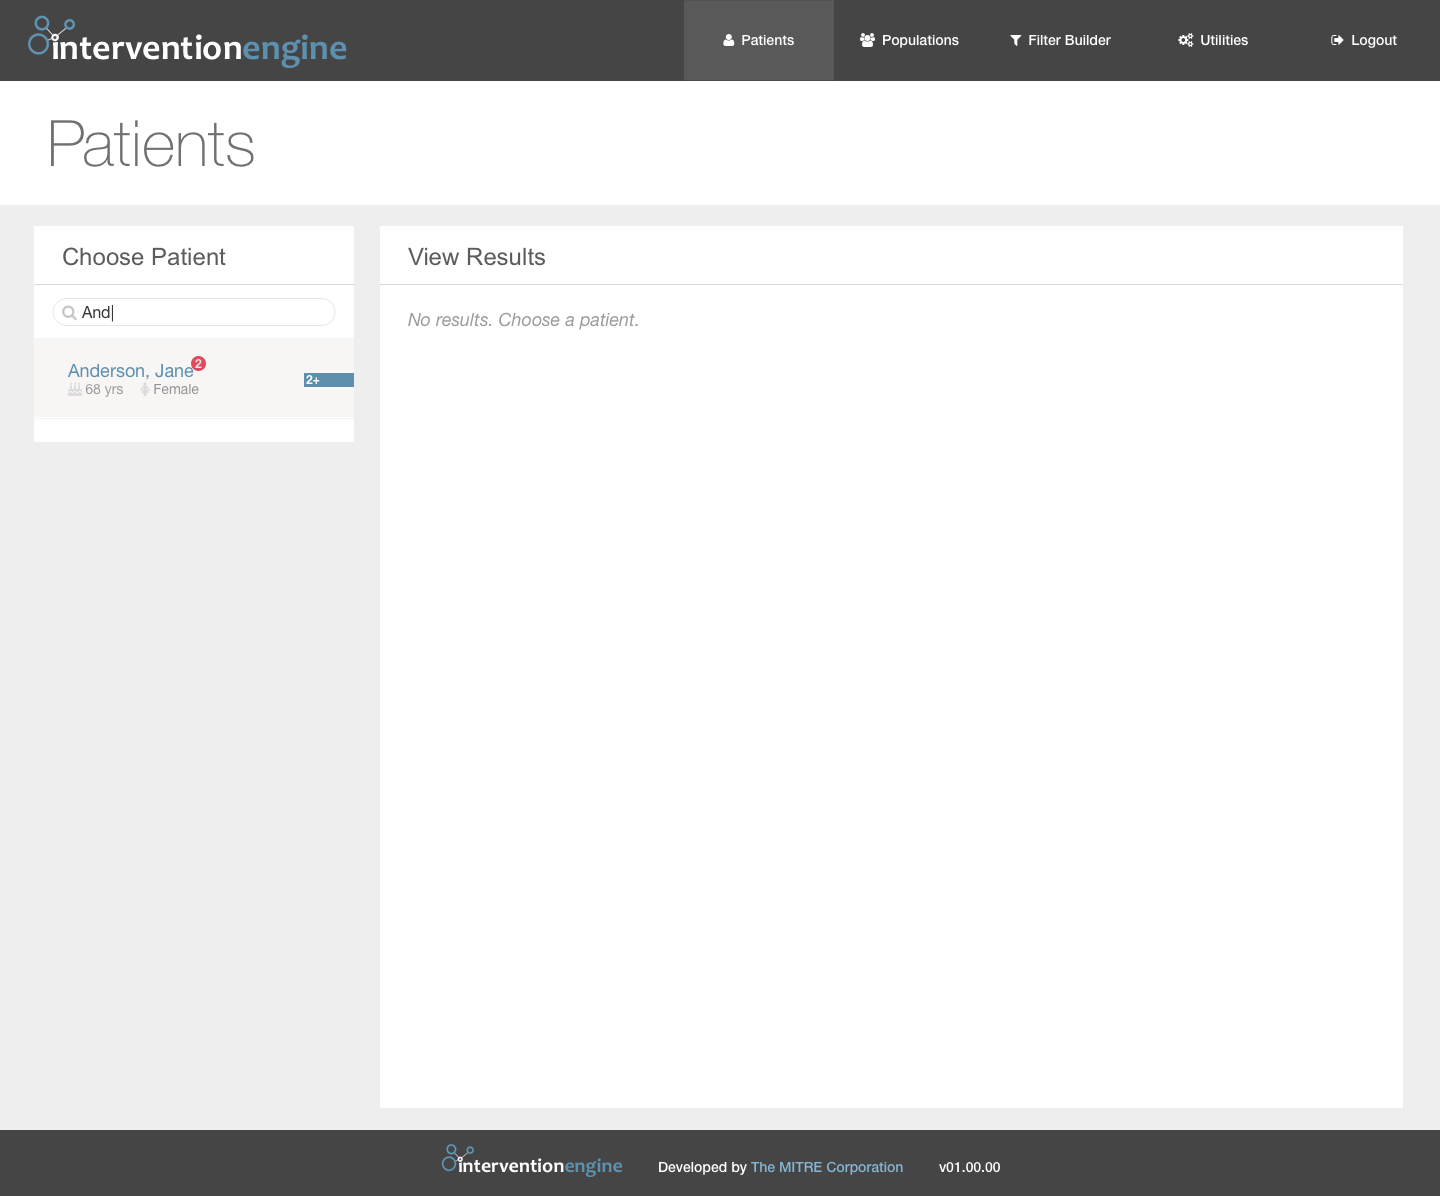 interventionengine
Patients
Populations
Filter Builder
Utilities
Logout
Patients
Choose Patient
And
Anderson, Jane 2
68 yrs Female
2+
View Results
No results. Choose a patient.
interventionengine
Developed by The MITRE Corporation
v01.00.00